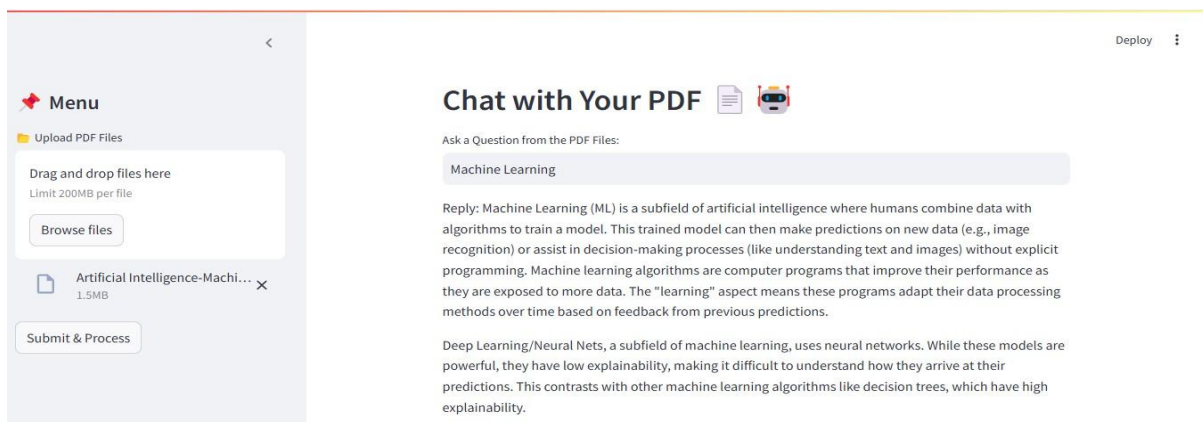 Deploy
Menu
Upload PDF Files
Drag and drop files here
Limit 200MB per file
Browse files
Artificial Intelligence-Machi...
1.5MB
Submit & Process
Chat with Your PDF
Ask a Question from the PDF Files:
Machine Learning
Reply: Machine Learning (ML) is a subfield of artificial intelligence where humans combine data with
algorithms to train a model. This trained model can then make predictions on new data (e.g., image
recognition) or assist in decision-making processes (like understanding text and images) without explicit
programming. Machine learning algorithms are computer programs that improve their performance as
they are exposed to more data. The "learning" aspect means these programs adapt their data processing
methods over time based on feedback from previous predictions.
Deep Learning/Neural Nets, a subfield of machine learning, uses neural networks. While these models are
powerful, they have low explainability, making it difficult to understand how they arrive at their
predictions. This contrasts with other machine learning algorithms like decision trees, which have high
explainability.